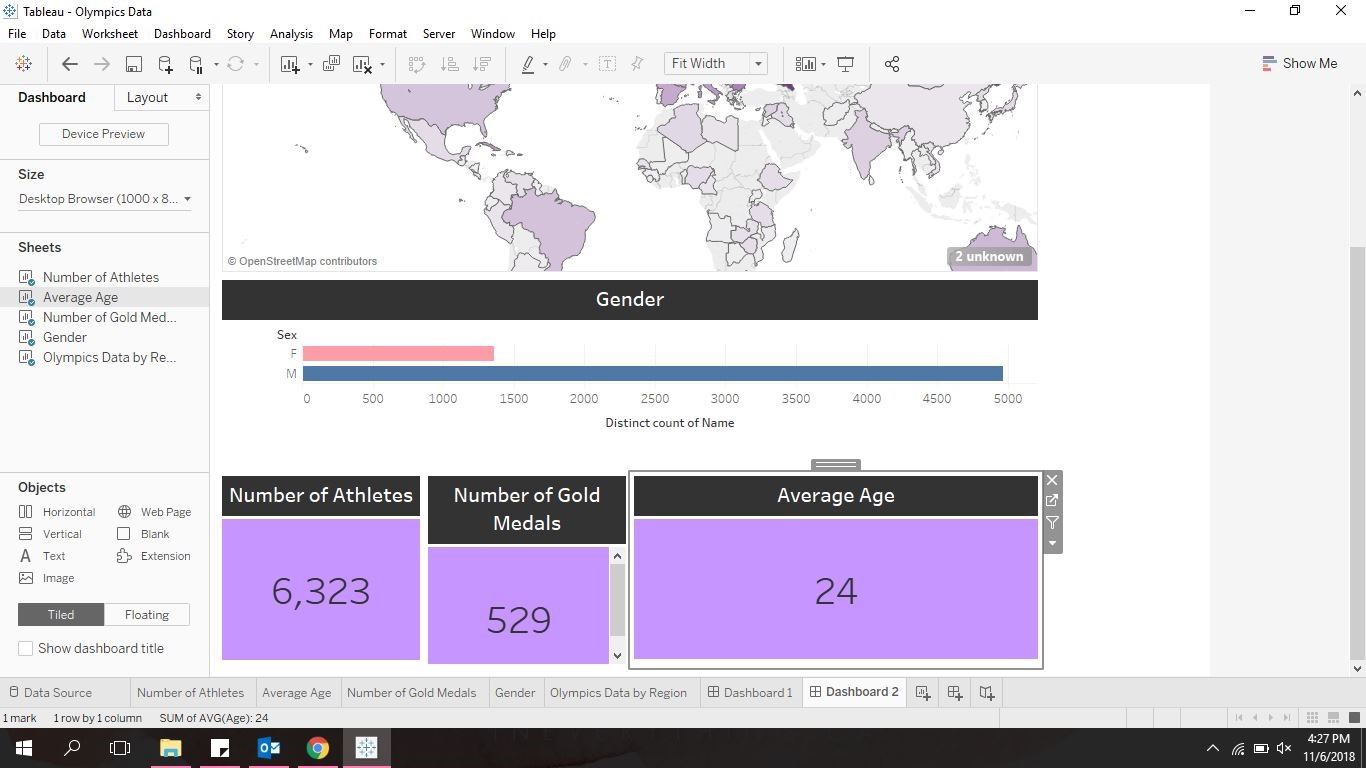 Tableau - Olympics Data
File Data Worksheet Dashboard Story Analysis Map Format Server Window Help
Fit Width
Show Me
Dashboard Layout
Device Preview
Size
Desktop Browser (1000 x 8...
Sheets
Number of Athletes
Average Age
Number of Gold Med...
Gender
Olympics Data by Re...
Objects
Horizontal Web Page
Vertical Blank
Text Extension
Image
Tiled Floating
Show dashboard title
© OpenStreetMap contributors
2 unknown
Gender
Sex
F
M
0 500 1000 1500 2000 2500 3000 3500 4000 4500 5000
Distinct count of Name
Number of Athletes
6,323
Number of Gold
Medals
529
Average Age
24
Data Source Number of Athletes Average Age Number of Gold Medals Gender Olympics Data by Region Dashboard 1 Dashboard 2
1 mark 1 row by 1 column SUM of AVG(Age): 24
4:27 PM
11/6/2018